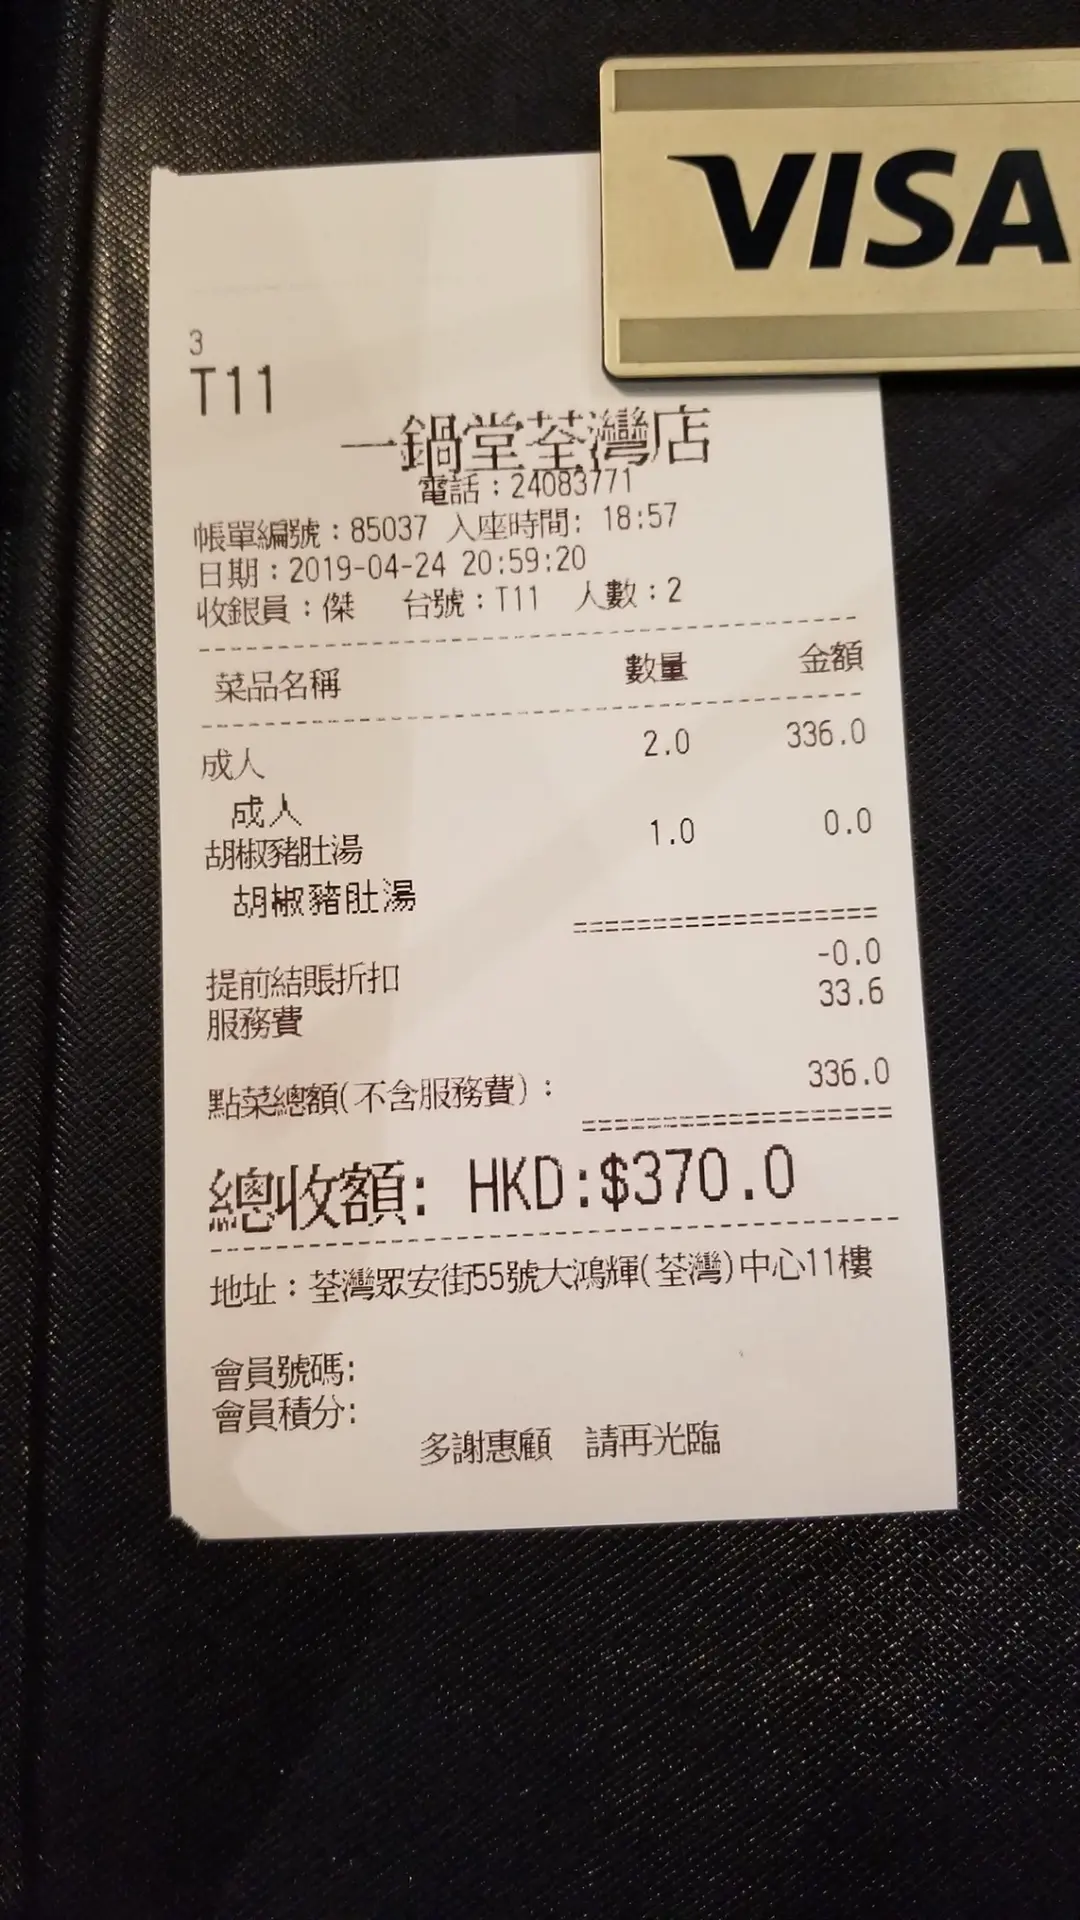 VISA
3
T11
一鍋堂荃灣店
電話：24083771
帳單編號：85037 入座時間: 18:57
日期：2019-04-24 20:59:20
收銀員：傑 台號：T11 人數：2
菜品名稱 數量 金額
成人 2.0 336.0
成人
胡椒豬肚湯 1.0 0.0
胡椒豬肚湯
提前結賬折扣 -0.0
服務費 33.6
點菜總額(不含服務費)： 336.0
總收額: HKD:$370.0
地址：荃灣眾安街55號大鴻輝(荃灣)中心11樓
會員號碼:
會員積分:
多謝惠顧 請再光臨